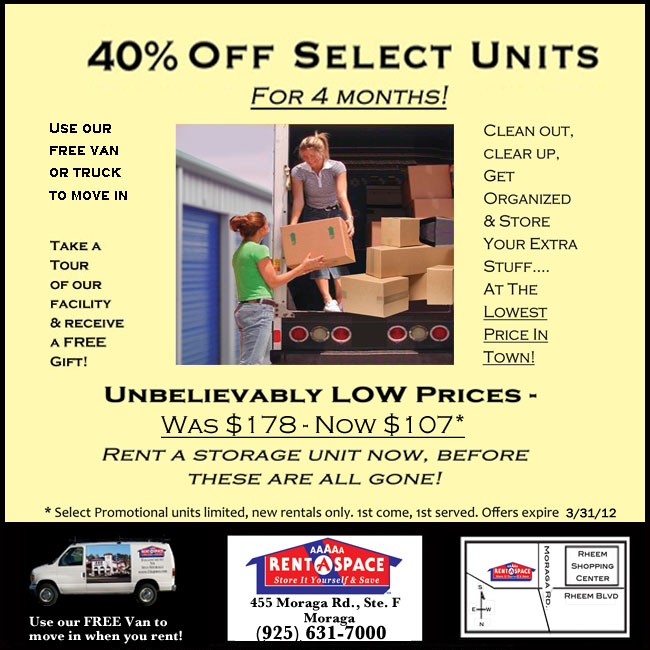 40% OFF SELECT UNITS
FOR 4 MONTHS!
USE OUR
FREE VAN
OR TRUCK
TO MOVE IN
TAKE A
TOUR
OF OUR
FACILITY
& RECEIVE
A FREE
GIFT!
CLEAN OUT,
CLEAR UP,
GET
ORGANIZED
& STORE
YOUR EXTRA
STUFF....
AT THE
LOWEST
PRICE IN
TOWN!
UNBELIEVABLY LOW PRICES -
WAS $178 - NOW $107*
RENT A STORAGE UNIT NOW, BEFORE
THESE ARE ALL GONE!
* Select Promotional units limited, new rentals only. 1st come, 1st served. Offers expire 3/31/12
RENT A SPACE
Use our FREE Van to
move in when you rent!
AAAAA
RENT A SPACE
Store It Yourself & Save
455 Moraga Rd., Ste. F
Moraga
(925) 631-7000
RENT A SPACE
MORAGA RD.
RHEEM
SHOPPING
CENTER
RHEEM BLVD
N
W
E
S